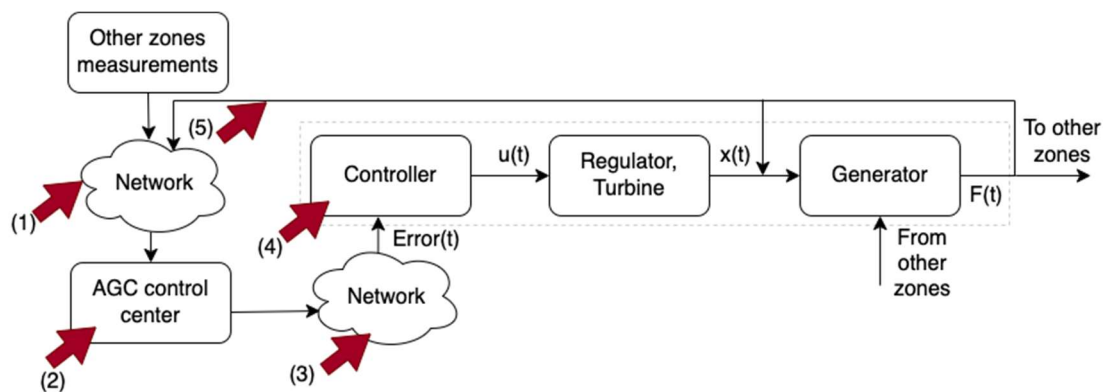 Other zones
measurements
(5)
To other
zones
Controller
u(t)
Regulator,
Turbine
x(t)
Generator
F(t)
Network
(1)
(4)
Error(t)
From
other
zones
AGC control
center
Network
(2)
(3)